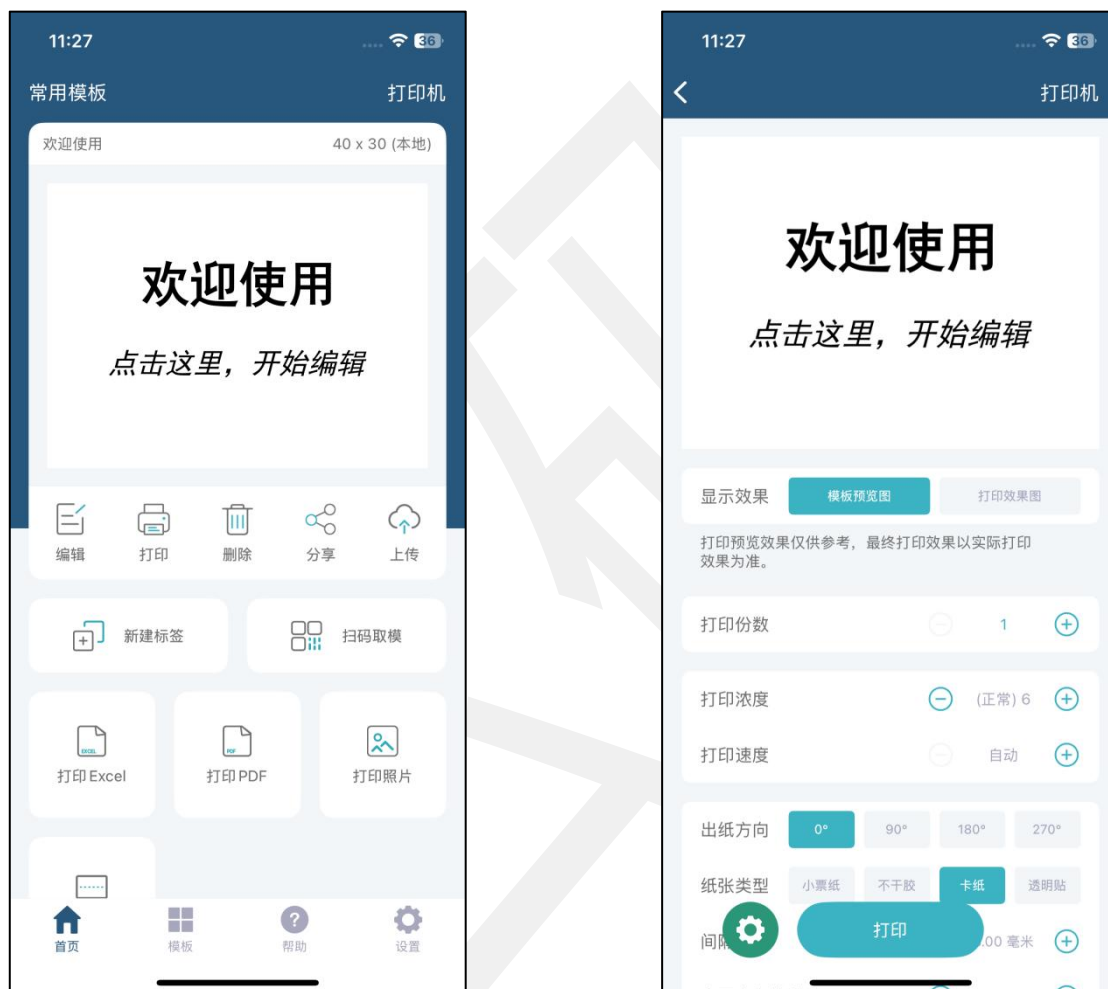 11:27
36
常用模板
打印机
欢迎使用
40 x 30 (本地)
欢迎使用
点击这里，开始编辑
编辑
打印
删除
分享
上传
新建标签
扫码取模
EXCEL
打印 Excel
PDF
打印 PDF
打印照片
首页
模板
帮助
设置
11:27
36
打印机
欢迎使用
点击这里，开始编辑
显示效果
模板预览图
打印效果图
打印预览效果仅供参考，最终打印效果以实际打印
效果为准。
打印份数
1
打印浓度
(正常) 6
打印速度
自动
出纸方向
0°
90°
180°
270°
纸张类型
小票纸
不干胶
卡纸
透明贴
间
打印
.00 毫米